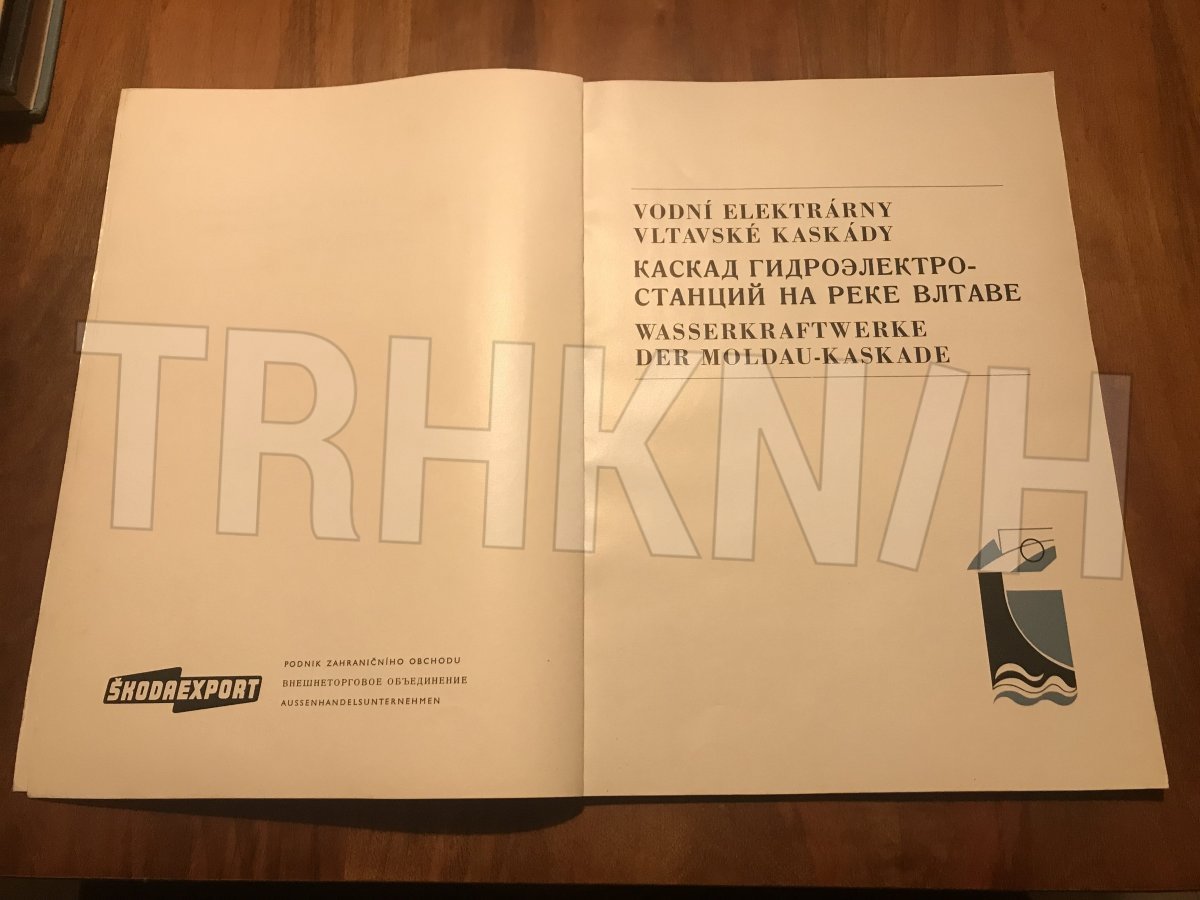 ŠKODAEXPORT
PODNIK ZAHRANIČNÍHO OBCHODU
ВНЕШНЕТОРГОВОЕ ОБЪЕДИНЕНИЕ
AUSSENHANDELSUNTERNEHMEN
VODNÍ ELEKTRÁRNY
VLTAVSKÉ KASKÁDY
КАСКАД ГИДРОЭЛЕКТРО-
СТАНЦИЙ НА РЕКЕ ВЛТАВЕ
WASSERKRAFTWERKE
DER MOLDAU-KASKADE
TRHKN/H